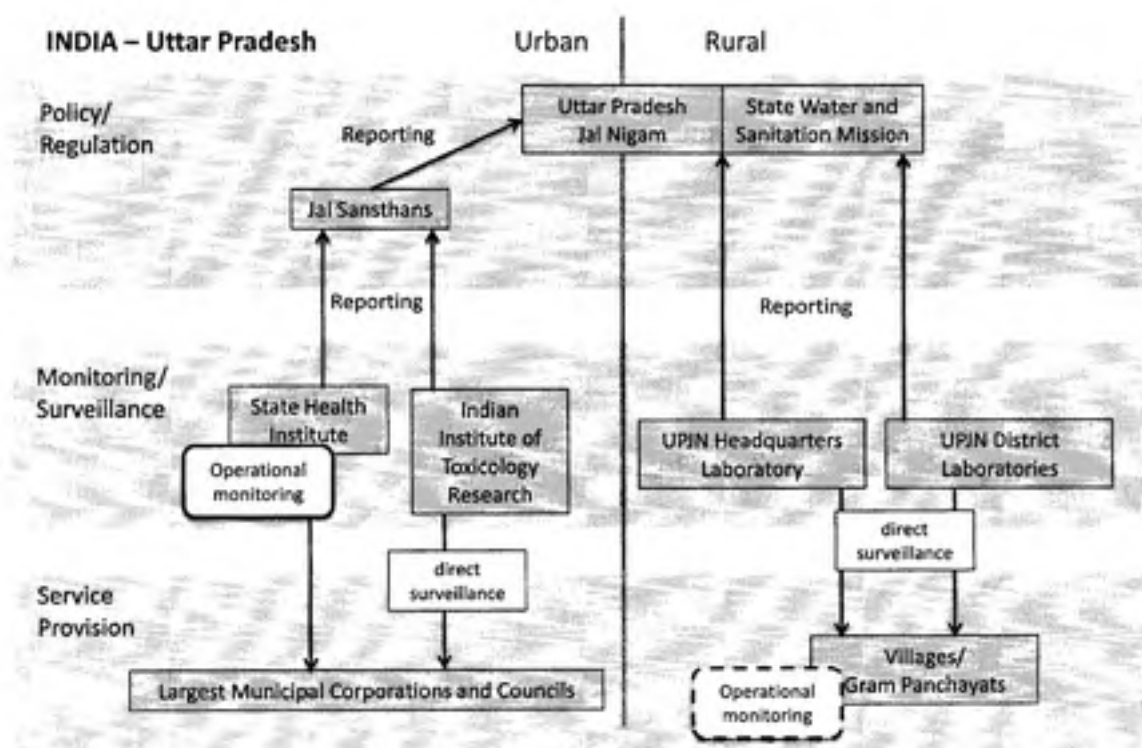 INDIA – Uttar Pradesh
Urban
Rural
Policy/
Regulation
Reporting
Uttar Pradesh
Jal Nigam
State Water and
Sanitation Mission
Jal Sansthans
Reporting
Reporting
Monitoring/
Surveillance
State Health
Institute
Operational
monitoring
Indian
Institute of
Toxicology
Research
UPJN Headquarters
Laboratory
UPJN District
Laboratories
direct
surveillance
direct
surveillance
Service
Provision
Largest Municipal Corporations and Councils
Villages/
Gram Panchayats
Operational
monitoring